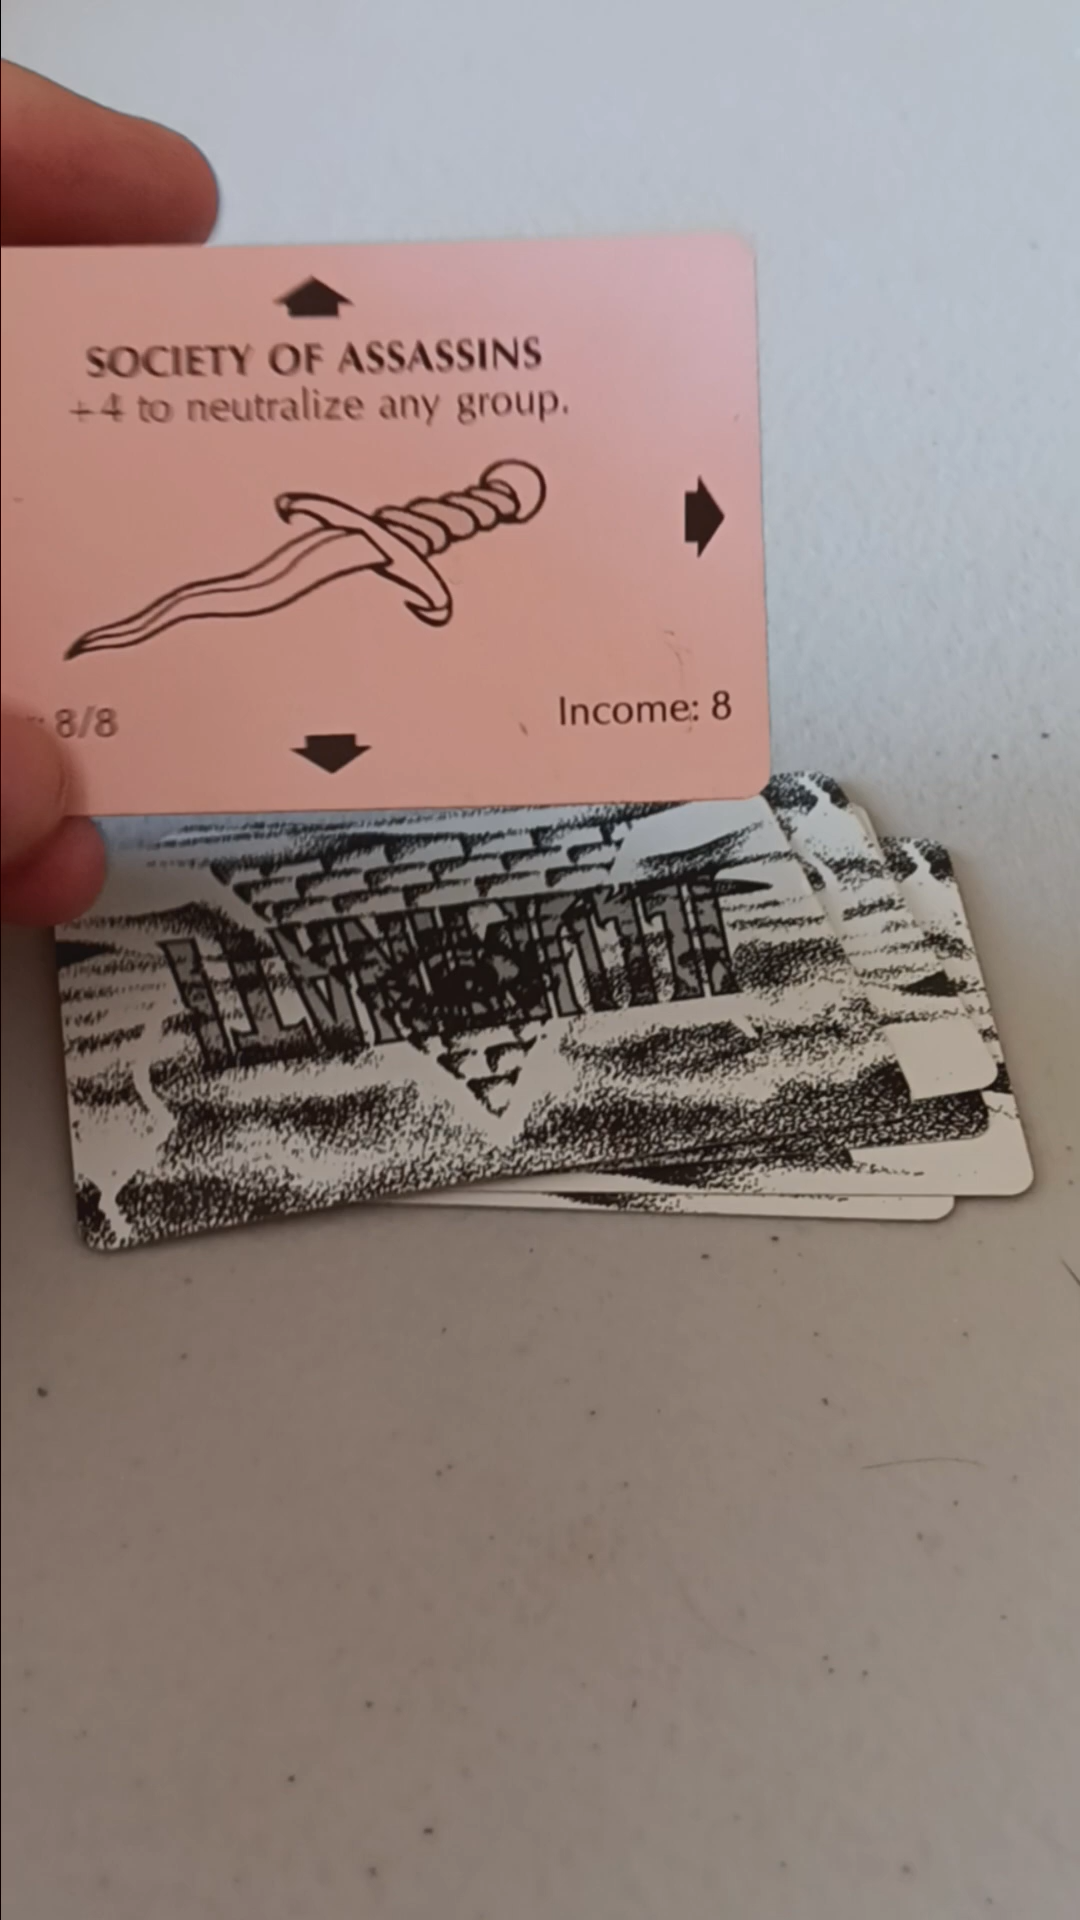 SOCIETY OF ASSASSINS
+4 to neutralize any group.
8/8
Income: 8
ILLUMINATI